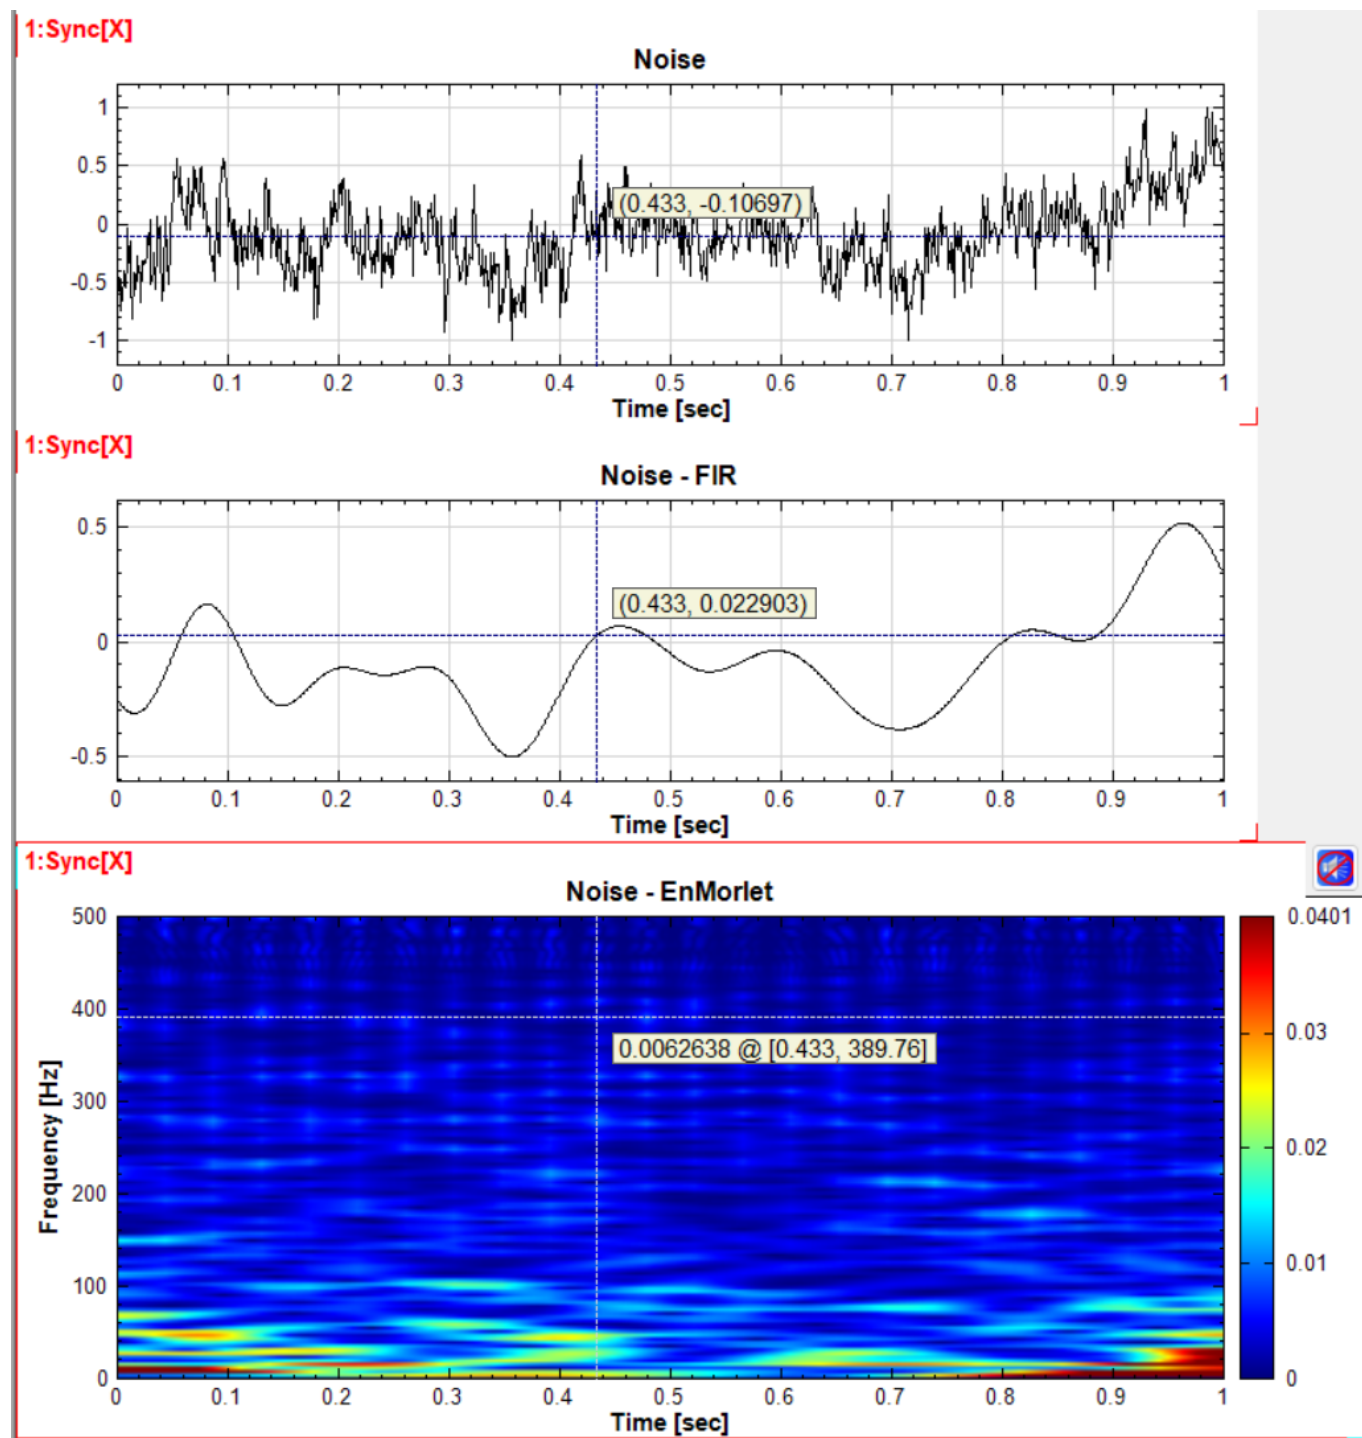 1:Sync[X]
Noise
1
0.5
0
-0.5
-1
(0.433, -0.10697)
0 0.1 0.2 0.3 0.4 0.5 0.6 0.7 0.8 0.9 1
Time [sec]
1:Sync[X]
Noise - FIR
0.5
0
-0.5
(0.433, 0.022903)
0 0.1 0.2 0.3 0.4 0.5 0.6 0.7 0.8 0.9 1
Time [sec]
1:Sync[X]
Noise - EnMorlet
500
400
300
200
100
0
Frequency [Hz]
0.0062638 @ [0.433, 389.76]
0.0401
0.03
0.02
0.01
0
0 0.1 0.2 0.3 0.4 0.5 0.6 0.7 0.8 0.9 1
Time [sec]